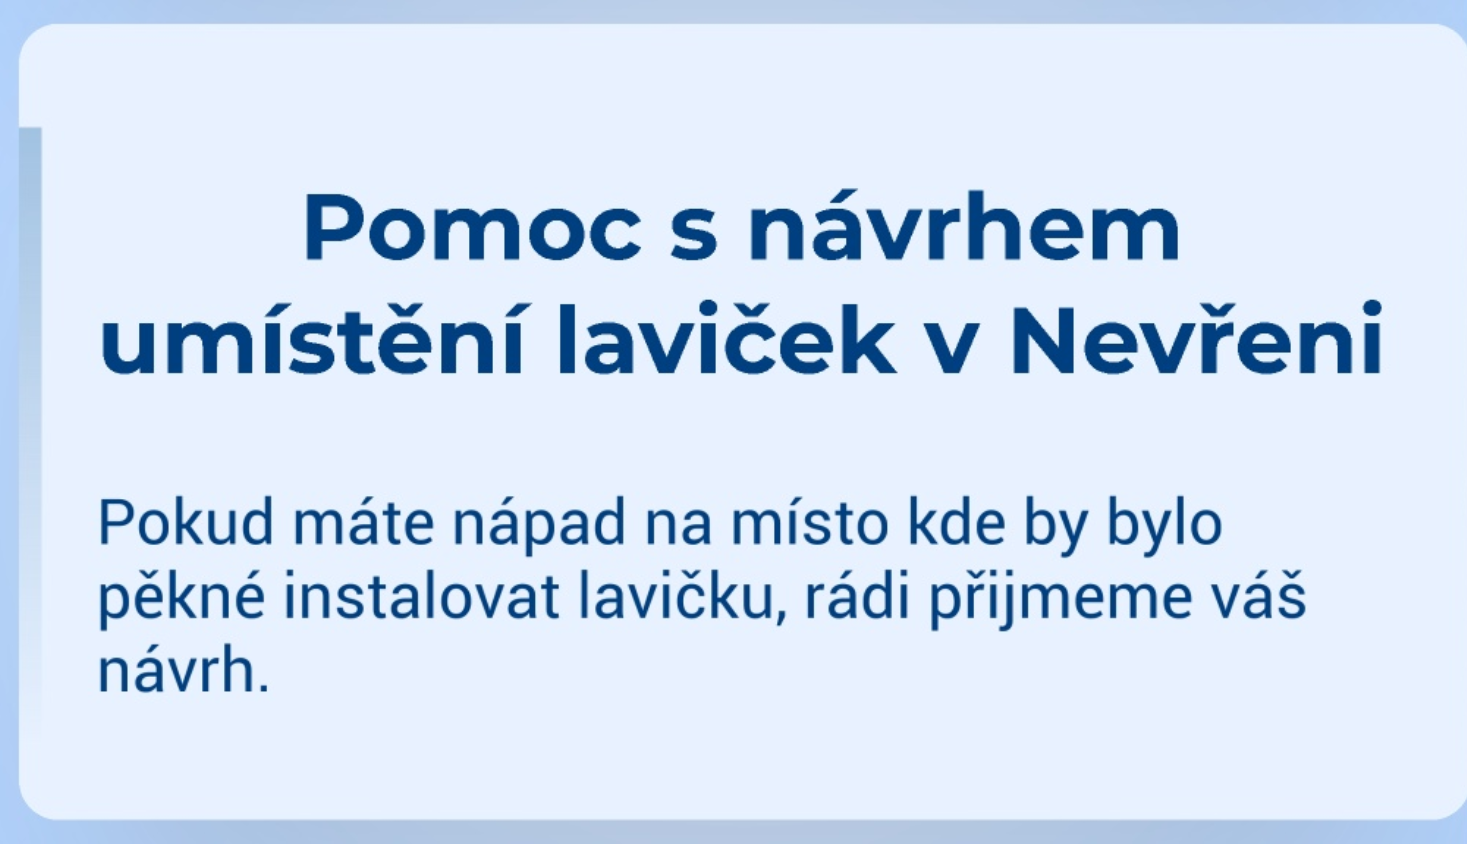 Pomoc s návrhem
umístění laviček v Nevřeni
Pokud máte nápad na místo kde by bylo
pěkné instalovat lavičku, rádi přijmeme váš
návrh.